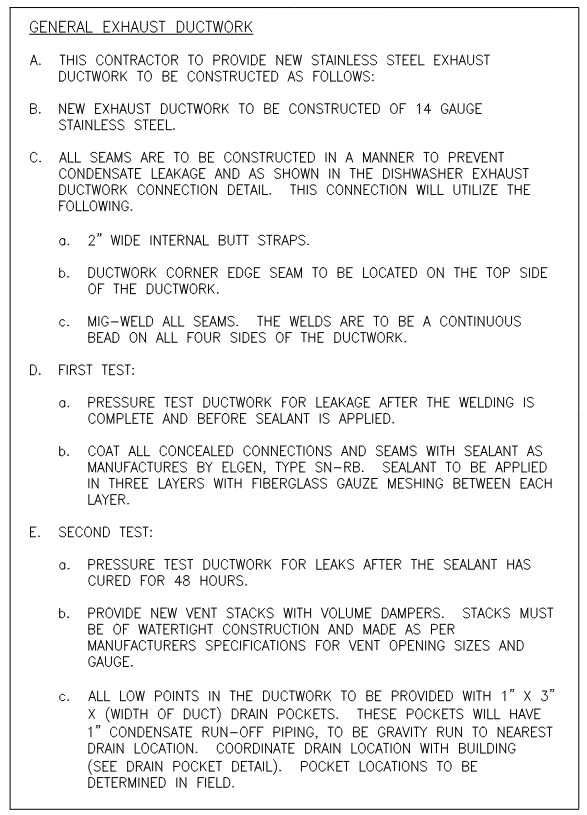 GENERAL EXHAUST DUCTWORK
A. THIS CONTRACTOR TO PROVIDE NEW STAINLESS STEEL EXHAUST
DUCTWORK TO BE CONSTRUCTED AS FOLLOWS:
B. NEW EXHAUST DUCTWORK TO BE CONSTRUCTED OF 14 GAUGE
STAINLESS STEEL.
C. ALL SEAMS ARE TO BE CONSTRUCTED IN A MANNER TO PREVENT
CONDENSATE LEAKAGE AND AS SHOWN IN THE DISHWASHER EXHAUST
DUCTWORK CONNECTION DETAIL. THIS CONNECTION WILL UTILIZE THE
FOLLOWING.
a. 2" WIDE INTERNAL BUTT STRAPS.
b. DUCTWORK CORNER EDGE SEAM TO BE LOCATED ON THE TOP SIDE
OF THE DUCTWORK.
c. MIG-WELD ALL SEAMS. THE WELDS ARE TO BE A CONTINUOUS
BEAD ON ALL FOUR SIDES OF THE DUCTWORK.
D. FIRST TEST:
a. PRESSURE TEST DUCTWORK FOR LEAKAGE AFTER THE WELDING IS
COMPLETE AND BEFORE SEALANT IS APPLIED.
b. COAT ALL CONCEALED CONNECTIONS AND SEAMS WITH SEALANT AS
MANUFACTURES BY ELGEN, TYPE SN-RB. SEALANT TO BE APPLIED
IN THREE LAYERS WITH FIBERGLASS GAUZE MESHING BETWEEN EACH
LAYER.
E. SECOND TEST:
a. PRESSURE TEST DUCTWORK FOR LEAKS AFTER THE SEALANT HAS
CURED FOR 48 HOURS.
b. PROVIDE NEW VENT STACKS WITH VOLUME DAMPERS. STACKS MUST
BE OF WATERTIGHT CONSTRUCTION AND MADE AS PER
MANUFACTURERS SPECIFICATIONS FOR VENT OPENING SIZES AND
GAUGE.
c. ALL LOW POINTS IN THE DUCTWORK TO BE PROVIDED WITH 1" X 3"
X (WIDTH OF DUCT) DRAIN POCKETS. THESE POCKETS WILL HAVE
1" CONDENSATE RUN-OFF PIPING, TO BE GRAVITY RUN TO NEAREST
DRAIN LOCATION. COORDINATE DRAIN LOCATION WITH BUILDING
(SEE DRAIN POCKET DETAIL). POCKET LOCATIONS TO BE
DETERMINED IN FIELD.